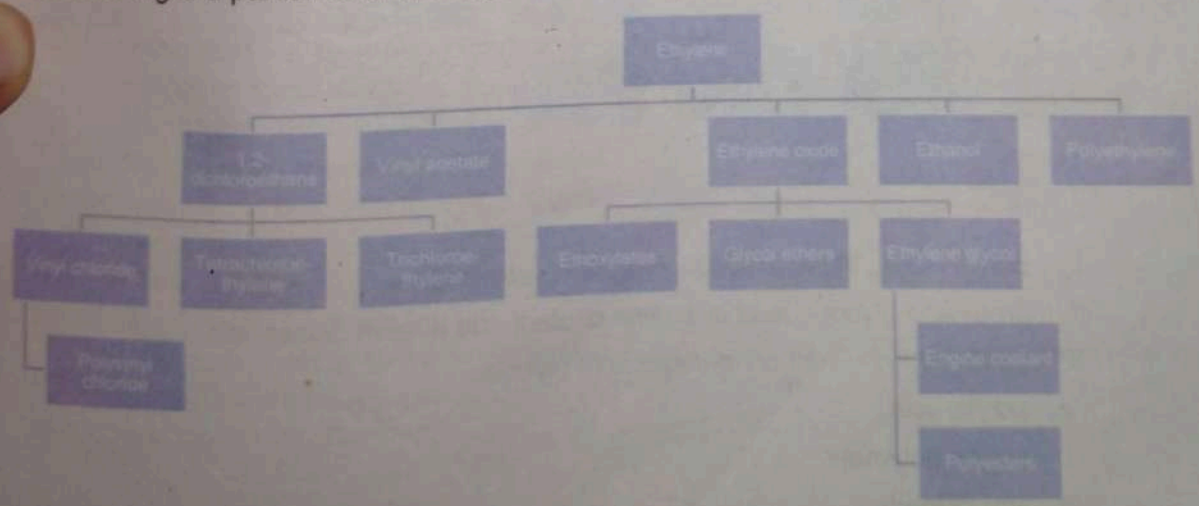 Ethylene
1,2-
dichloroethane
Vinyl acetate
Ethylene oxide
Ethanol
Polyethylene
Vinyl chloride
Tetrachloroe-
thylene
Trichloroe-
thylene
Ethoxylates
Glycol ethers
Ethylene glycol
Polyvinyl
chloride
Engine coolant
Polyesters